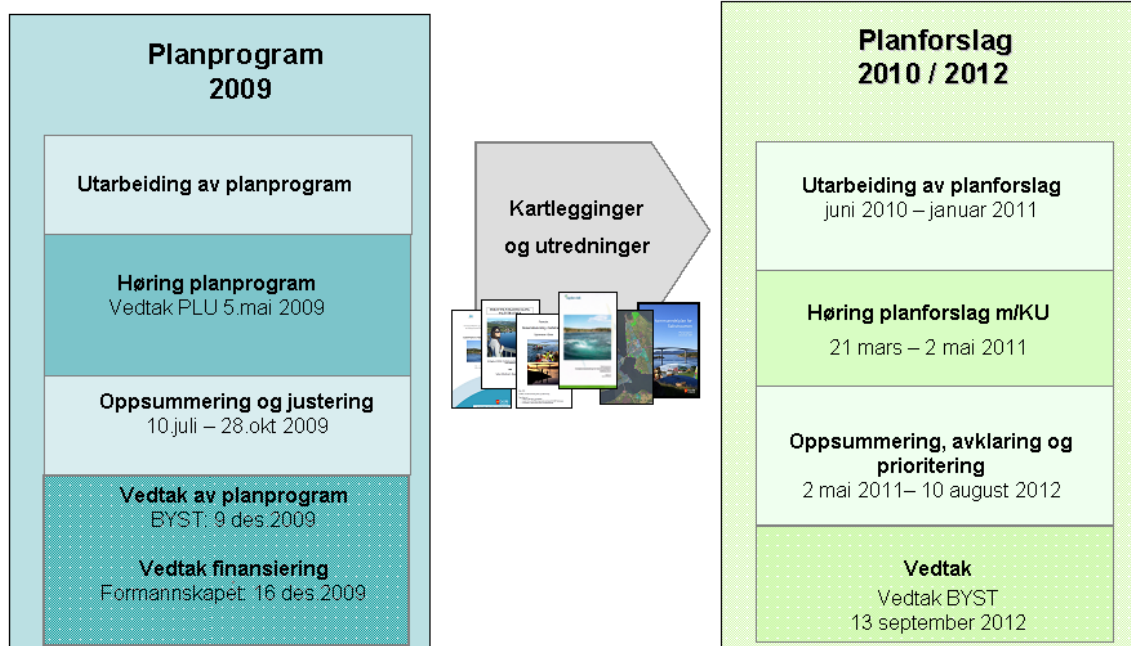 Planprogram
2009
Utarbeiding av planprogram
Høring planprogram
Vedtak PLU 5.mai 2009
Oppsummering og justering
10.juli – 28.okt 2009
Vedtak av planprogram
BYST: 9 des.2009
Vedtak finansiering
Formannskapet: 16 des.2009
Kartlegginger
og utredninger
Planforslag
2010 / 2012
Utarbeiding av planforslag
juni 2010 – januar 2011
Høring planforslag m/KU
21 mars – 2 mai 2011
Oppsummering, avklaring og
prioritering
2 mai 2011– 10 august 2012
Vedtak
Vedtak BYST
13 september 2012